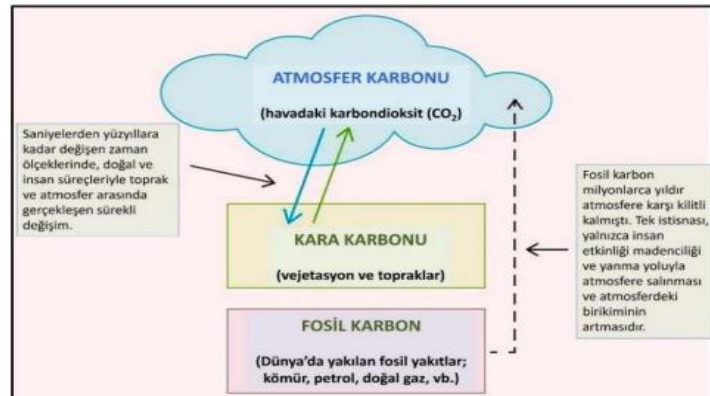 ATMOSFER KARBONU
(havadaki karbondioksit (CO₂)
Saniyelerden yüzyıllara
kadar değişen zaman
ölçeklerinde, doğal ve
insan süreçleriyle toprak
ve atmosfer arasında
gerçekleşen sürekli
değişim.
Fosil karbon
milyonlarca yıldır
atmosfere karşı kilitli
kalmıştı. Tek istisnası,
yalnızca insan
etkinliği madenciliği
ve yanma yoluyla
atmosfere salınması
ve atmosferdeki
birikiminin
artmasıdır.
KARA KARBONU
(vejetasyon ve topraklar)
FOSİL KARBON
(Dünya'da yakılan fosil yakıtlar;
kömür, petrol, doğal gaz, vb.)